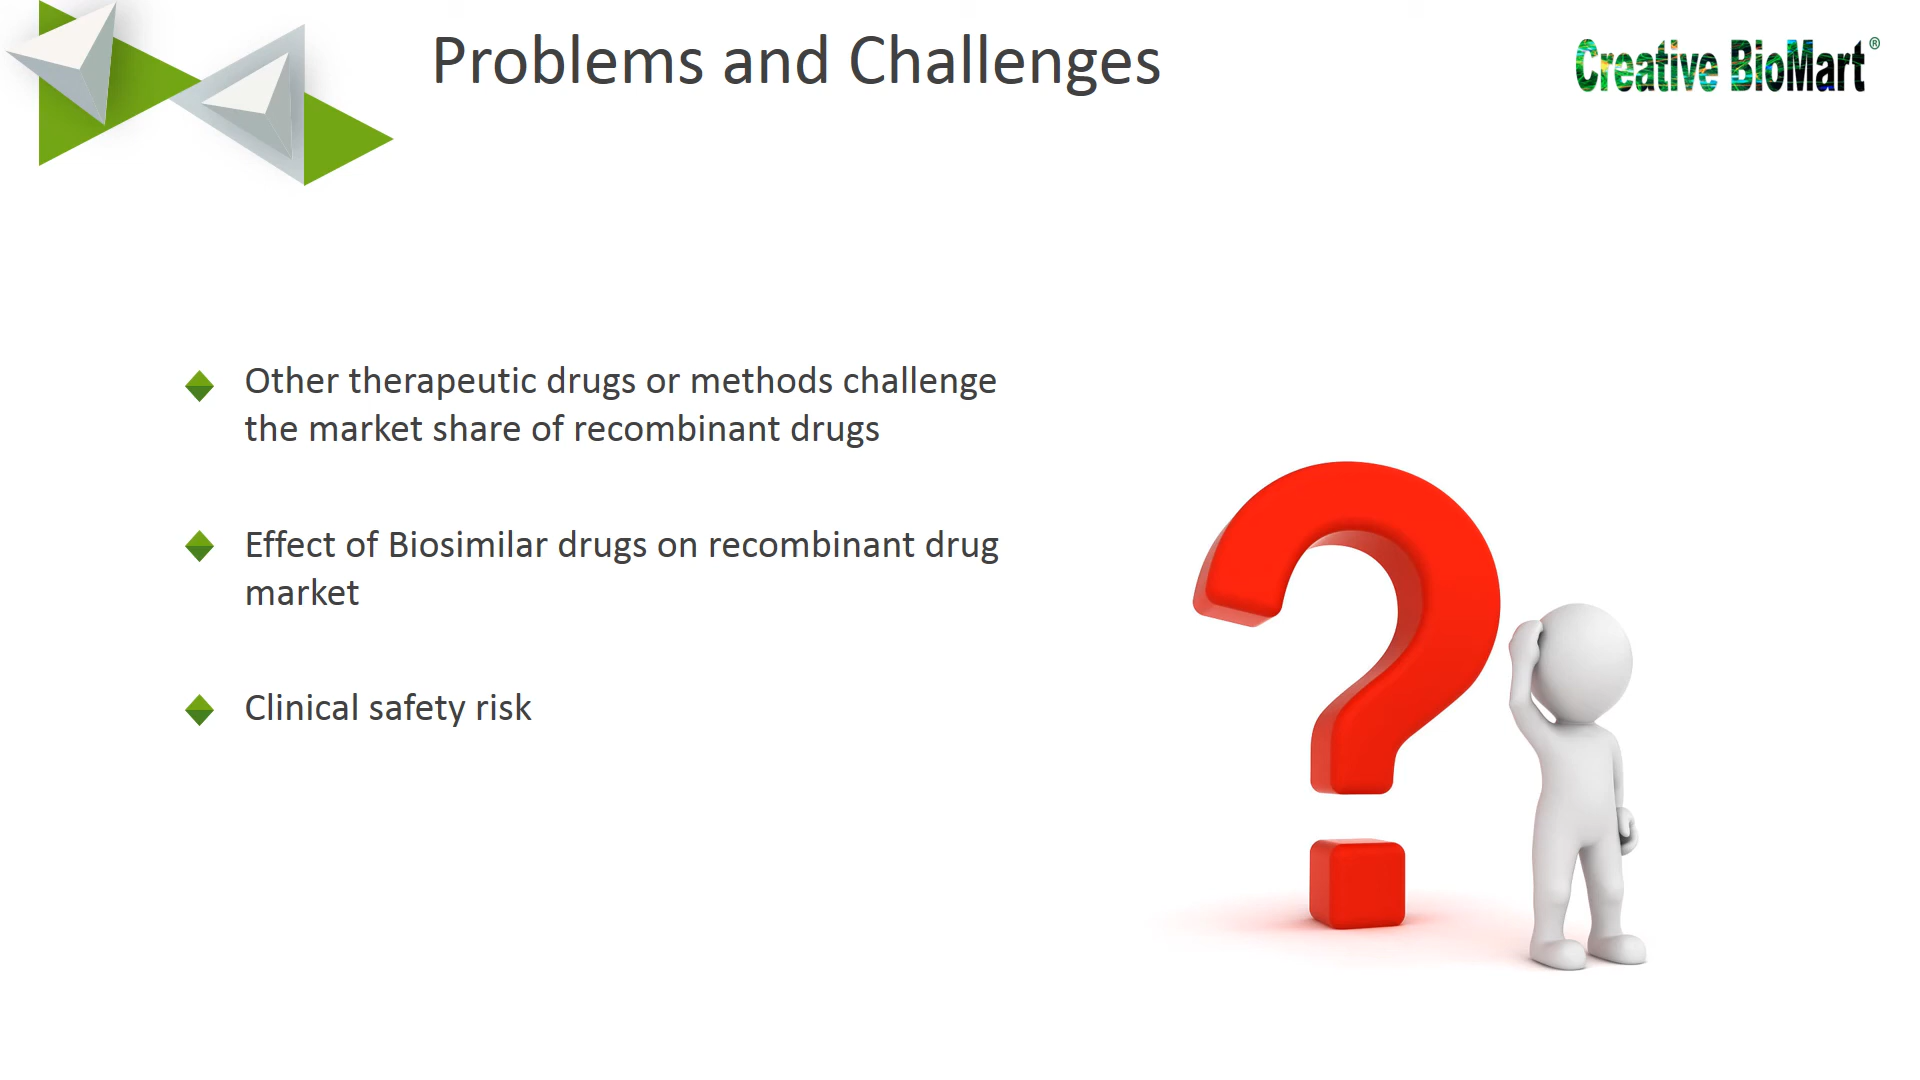 Problems and Challenges
Creative BioMart®
Other therapeutic drugs or methods challenge
the market share of recombinant drugs
Effect of Biosimilar drugs on recombinant drug
market
Clinical safety risk
?